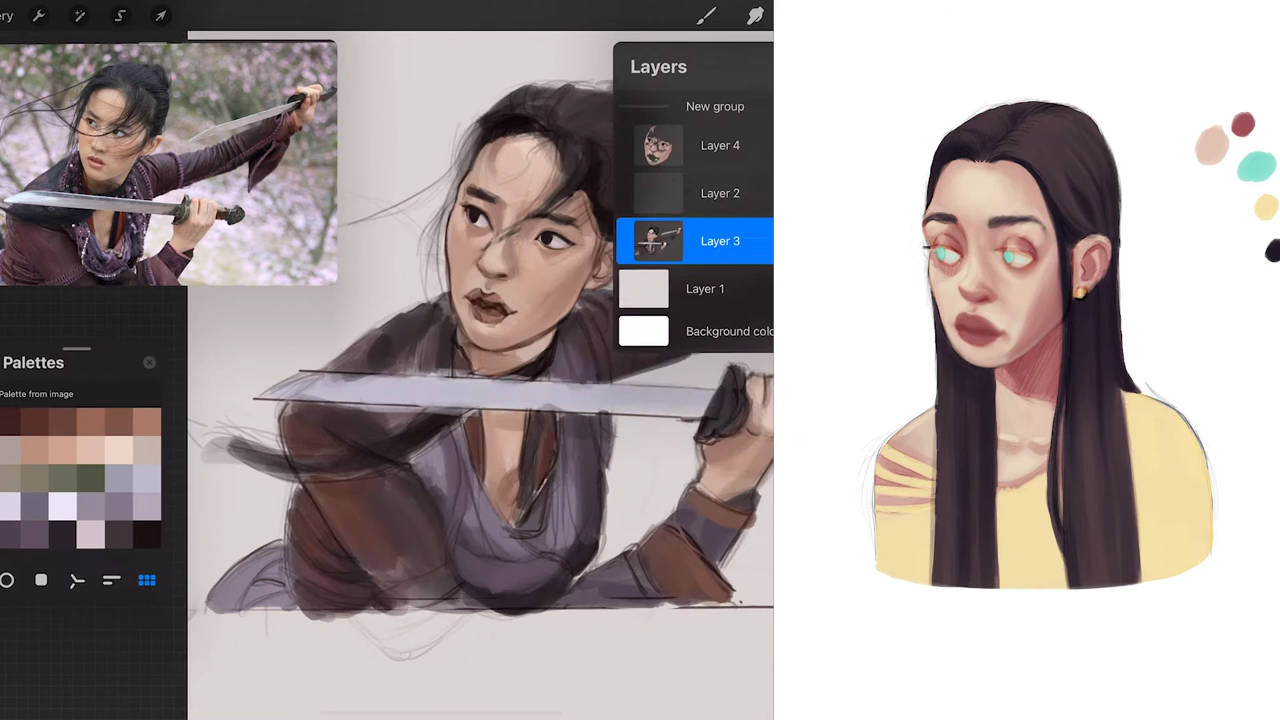 ery
Layers
New group
Layer 4
Layer 2
Layer 3
Layer 1
Background colo
Palettes
Palette from image